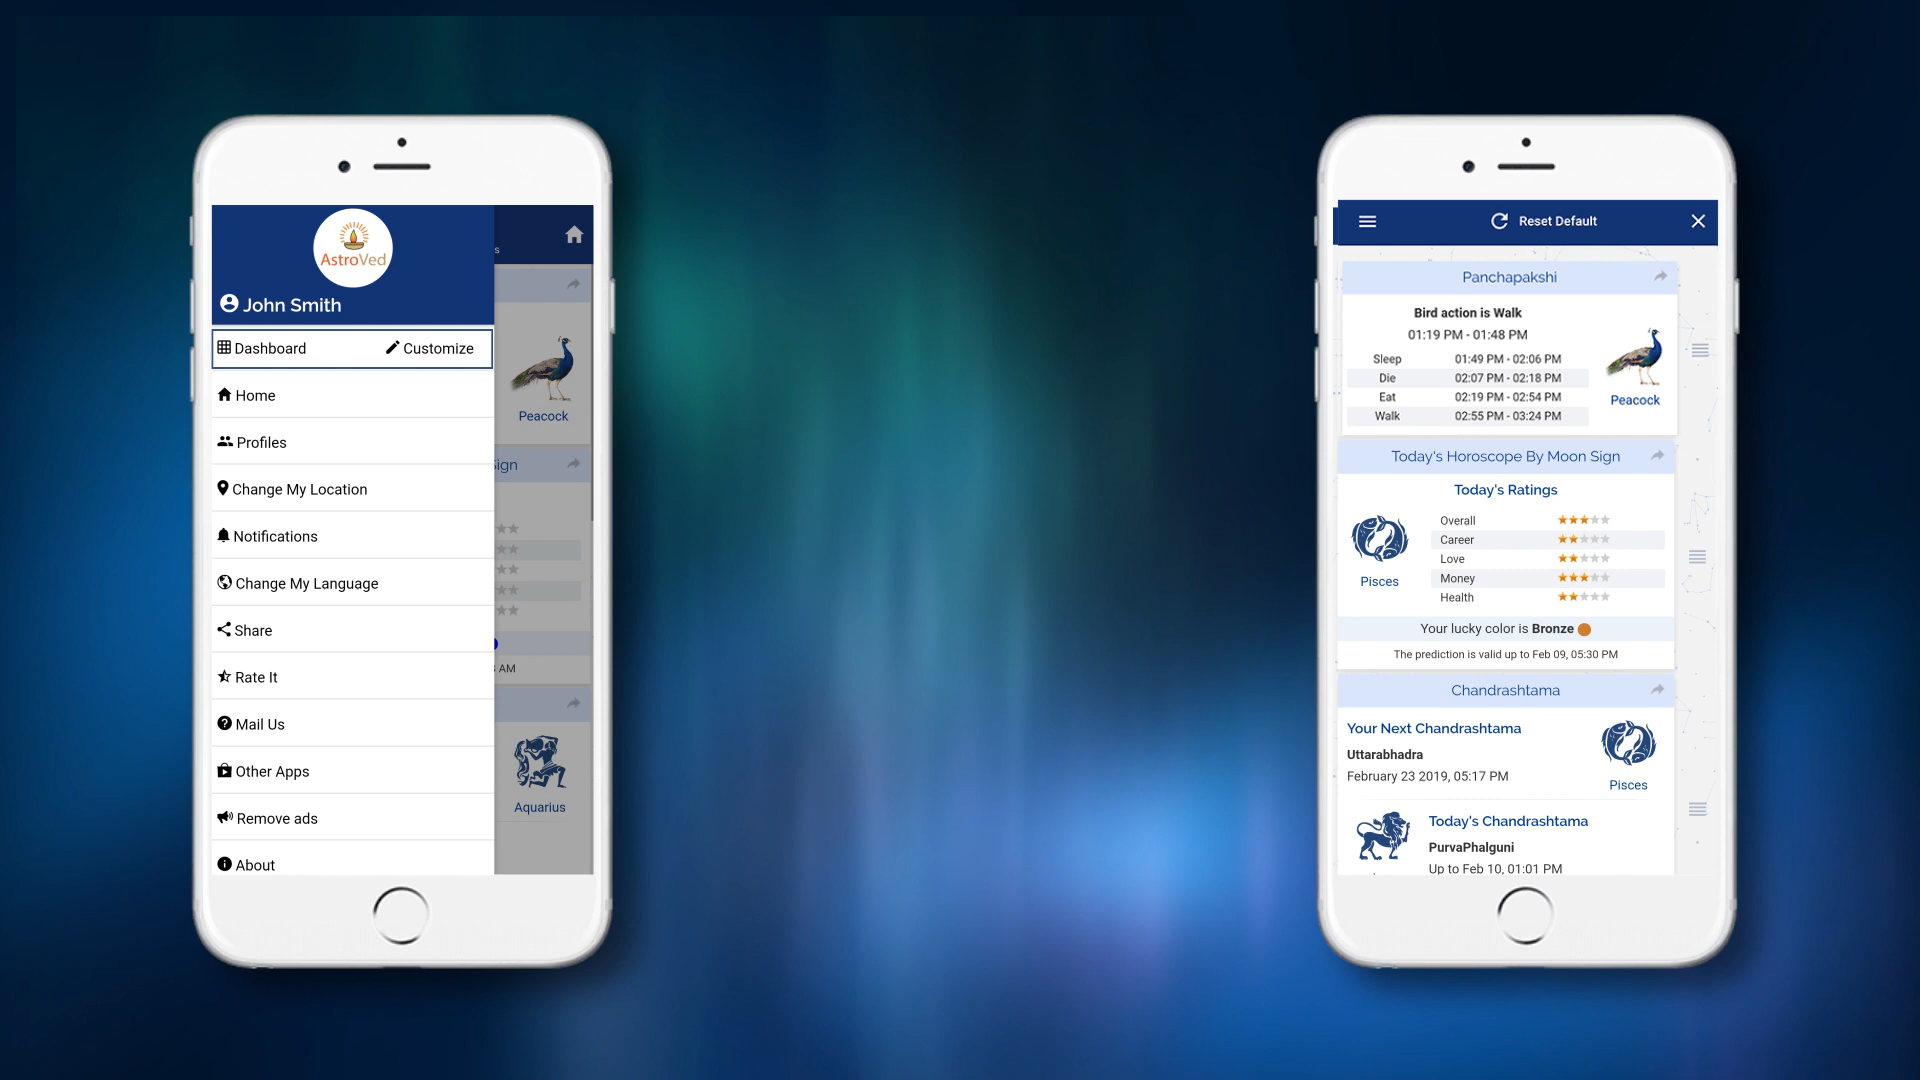 AstroVed
John Smith
Dashboard Customize
Home
Profiles
Change My Location
Notifications
Change My Language
Share
Rate It
Mail Us
Other Apps
Remove ads
About
s
Peacock
ign
AM
Aquarius
Reset Default
Panchapakshi
Bird action is Walk
01:19 PM - 01:48 PM
Sleep 01:49 PM - 02:06 PM
Die 02:07 PM - 02:18 PM
Eat 02:19 PM - 02:54 PM
Walk 02:55 PM - 03:24 PM
Peacock
Today's Horoscope By Moon Sign
Today's Ratings
Overall
Career
Love
Money
Health
Pisces
Your lucky color is Bronze
The prediction is valid up to Feb 09, 05:30 PM
Chandrashtama
Your Next Chandrashtama
Uttarabhadra
February 23 2019, 05:17 PM
Pisces
Today's Chandrashtama
PurvaPhalguni
Up to Feb 10, 01:01 PM